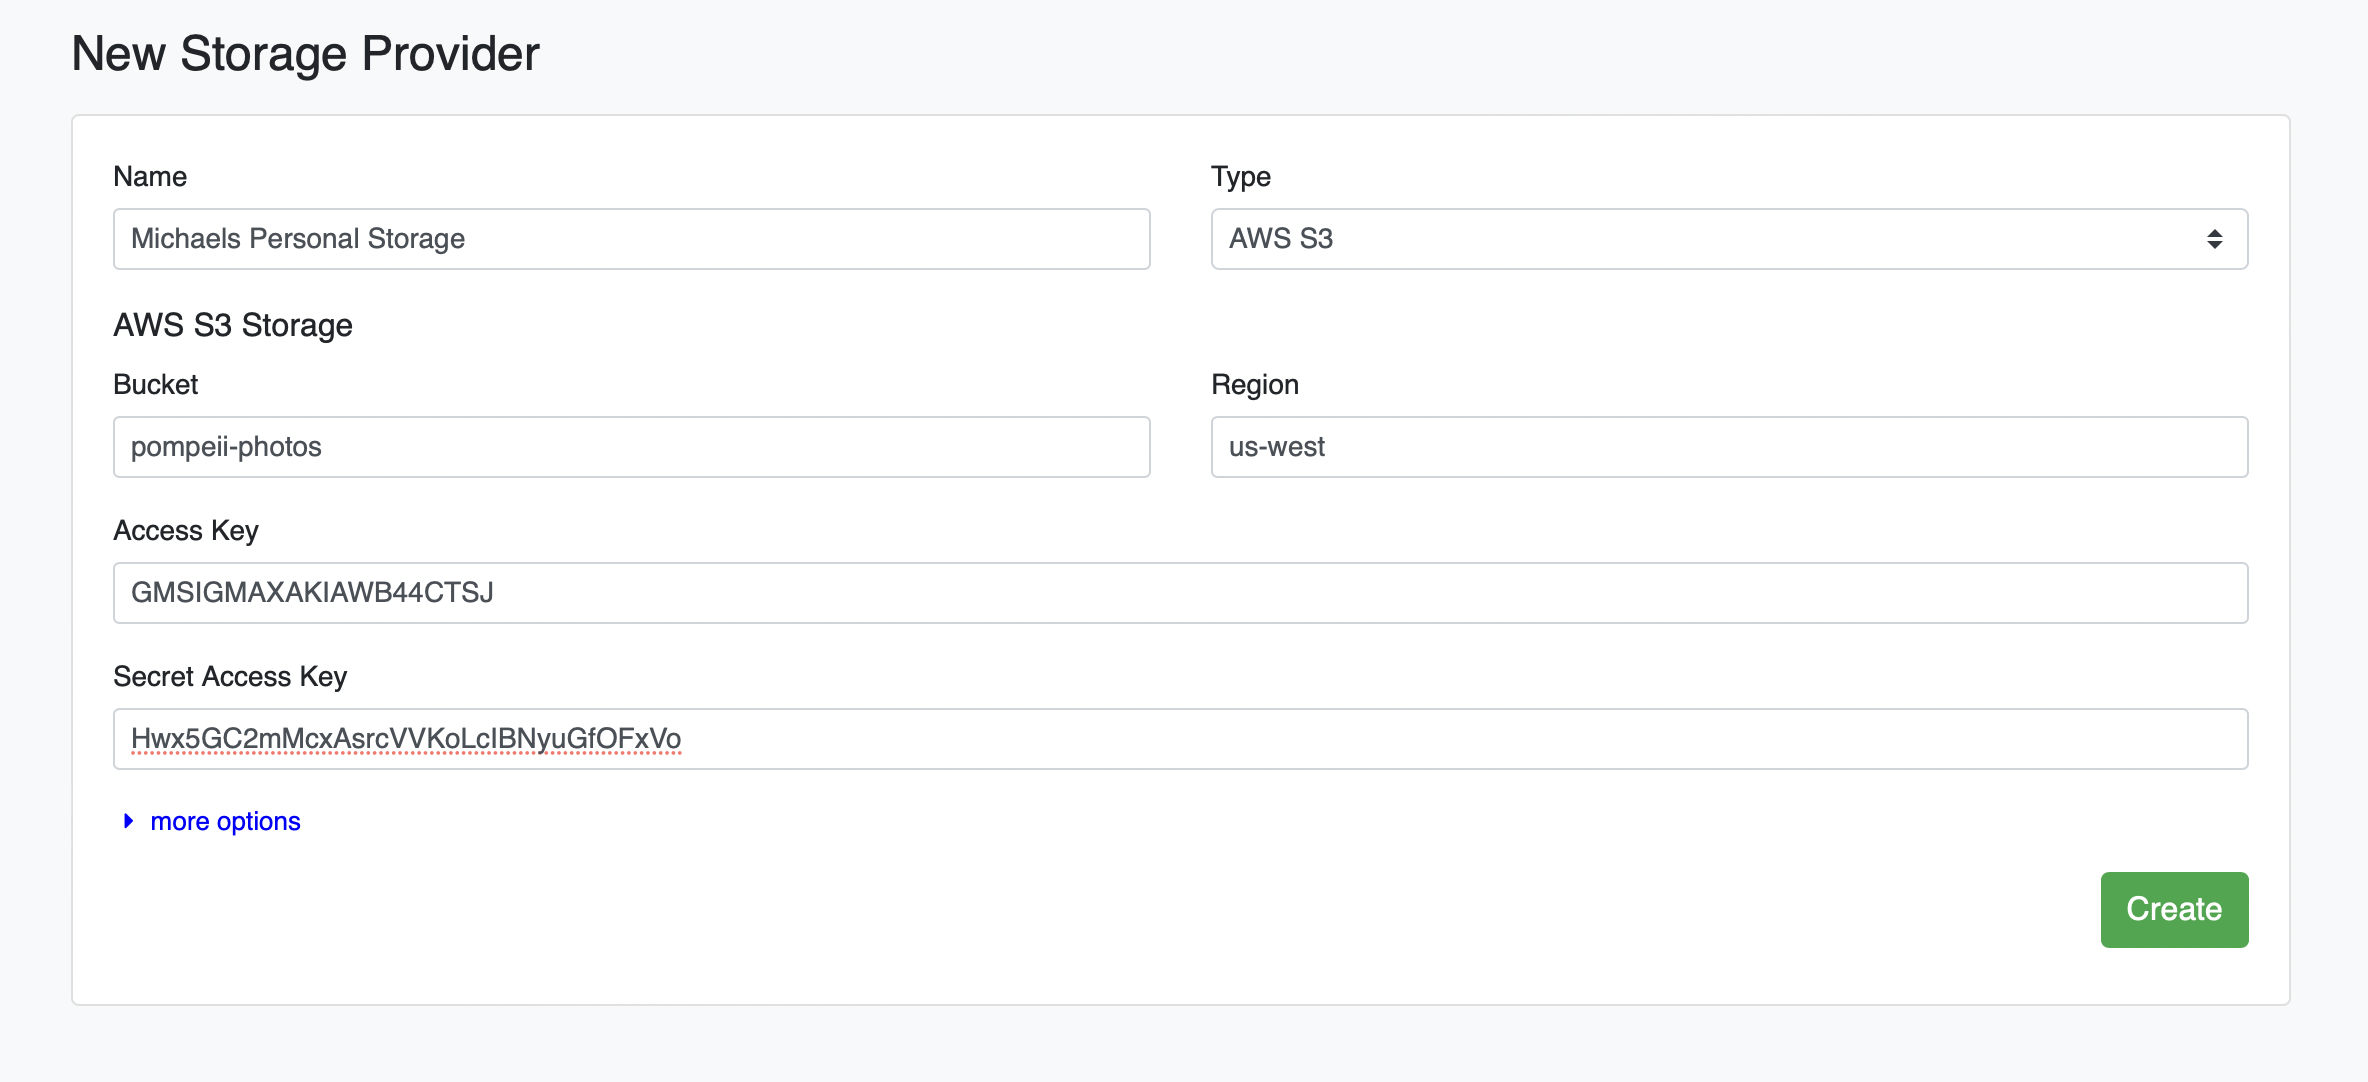 New Storage Provider
Name
Type
Michaels Personal Storage
AWS S3
AWS S3 Storage
Bucket
Region
pompeii-photos
us-west
Access Key
GMSIGMAXAKIAWB44CTSJ
Secret Access Key
Hwx5GC2mMcxAsrcVVKoLcIBNyuGfOFxVo
more options
Create